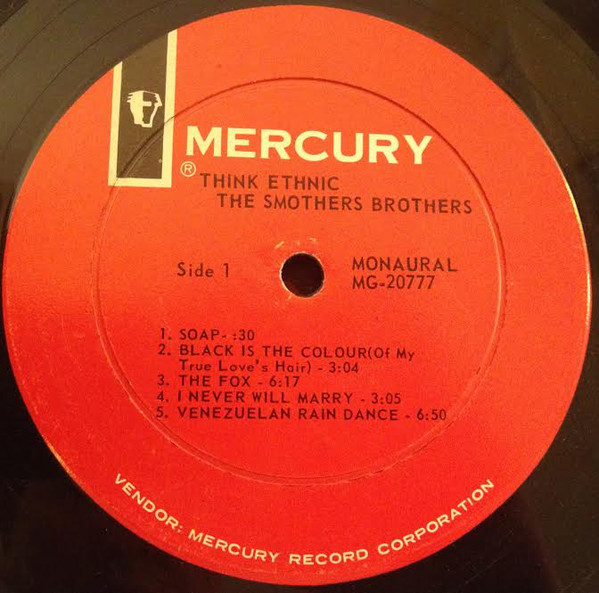 MERCURY
®
THINK ETHNIC
THE SMOTHERS BROTHERS
Side 1
MONAURAL
MG-20777
1. SOAP- :30
2. BLACK IS THE COLOUR(Of My
True Love's Hair) - 3:04
3. THE FOX - 6:17
4. I NEVER WILL MARRY - 3:05
5. VENEZUELAN RAIN DANCE - 6:50
VENDOR: MERCURY RECORD CORPORATION